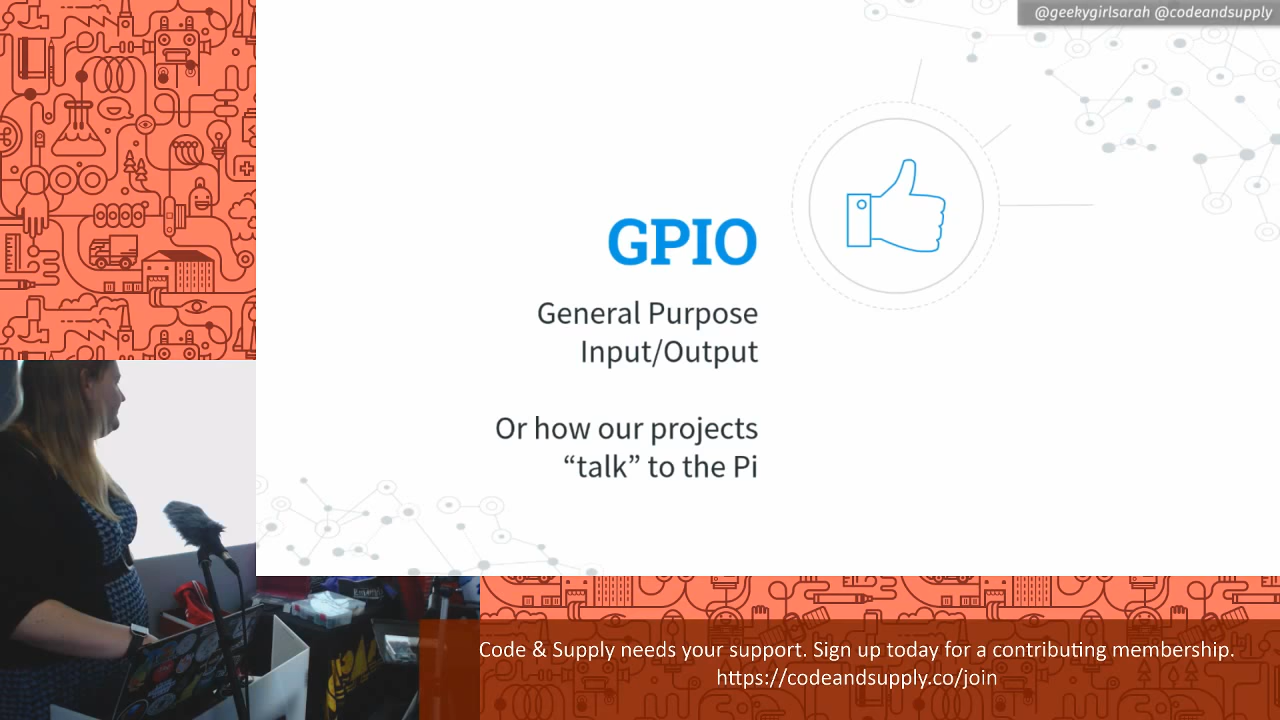 @geekygirlsarah @codeandsupply
GPIO
General Purpose
Input/Output
Or how our projects
“talk” to the Pi
Code & Supply needs your support. Sign up today for a contributing membership.
https://codeandsupply.co/join